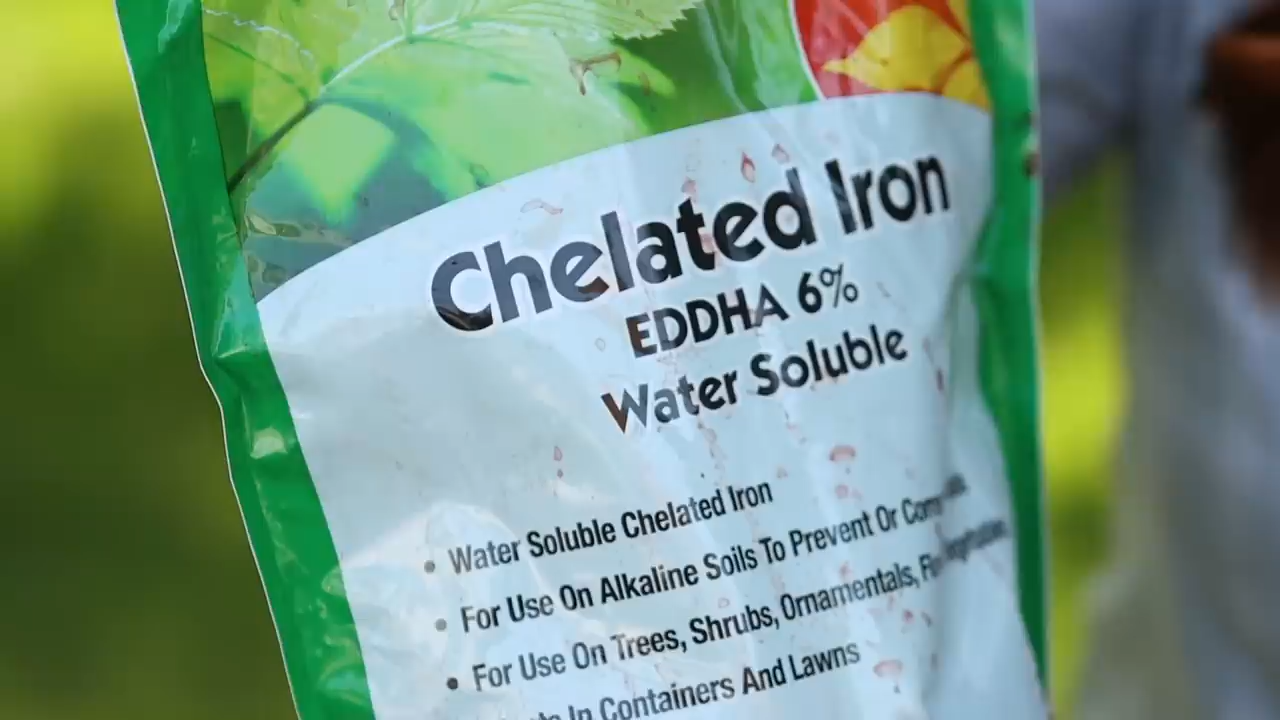 Chelated Iron
EDDHA 6%
Water Soluble
• Water Soluble Chelated Iron
• For Use On Alkaline Soils To Prevent Or
• For Use On Trees, Shrubs, Ornamentals,
In Containers And Lawns